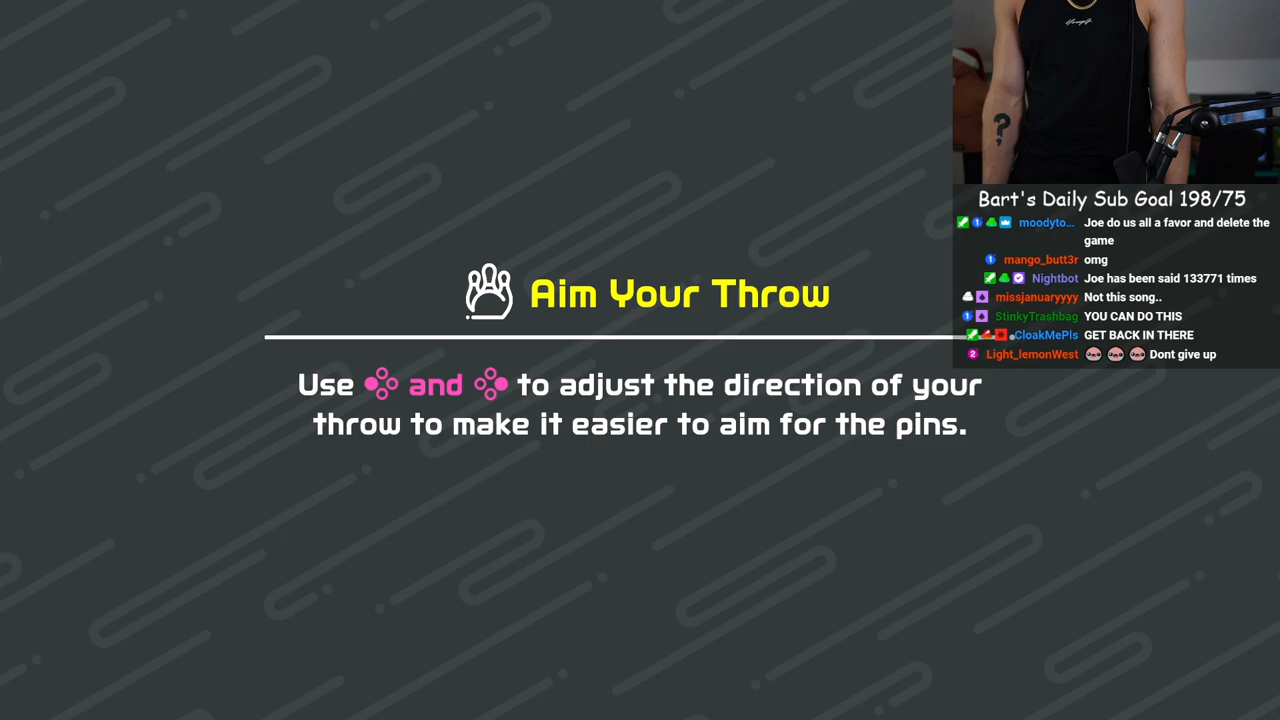 Aim Your Throw
Use and to adjust the direction of your
throw to make it easier to aim for the pins.
?
Bart's Daily Sub Goal 198/75
moodyto... Joe do us all a favor and delete the
game
1 mango_butt3r omg
Nightbot Joe has been said 133771 times
missjanuaryyyy Not this song..
1 StinkyTrashbag YOU CAN DO THIS
CloakMePls GET BACK IN THERE
2 Light_lemonWest Dont give up